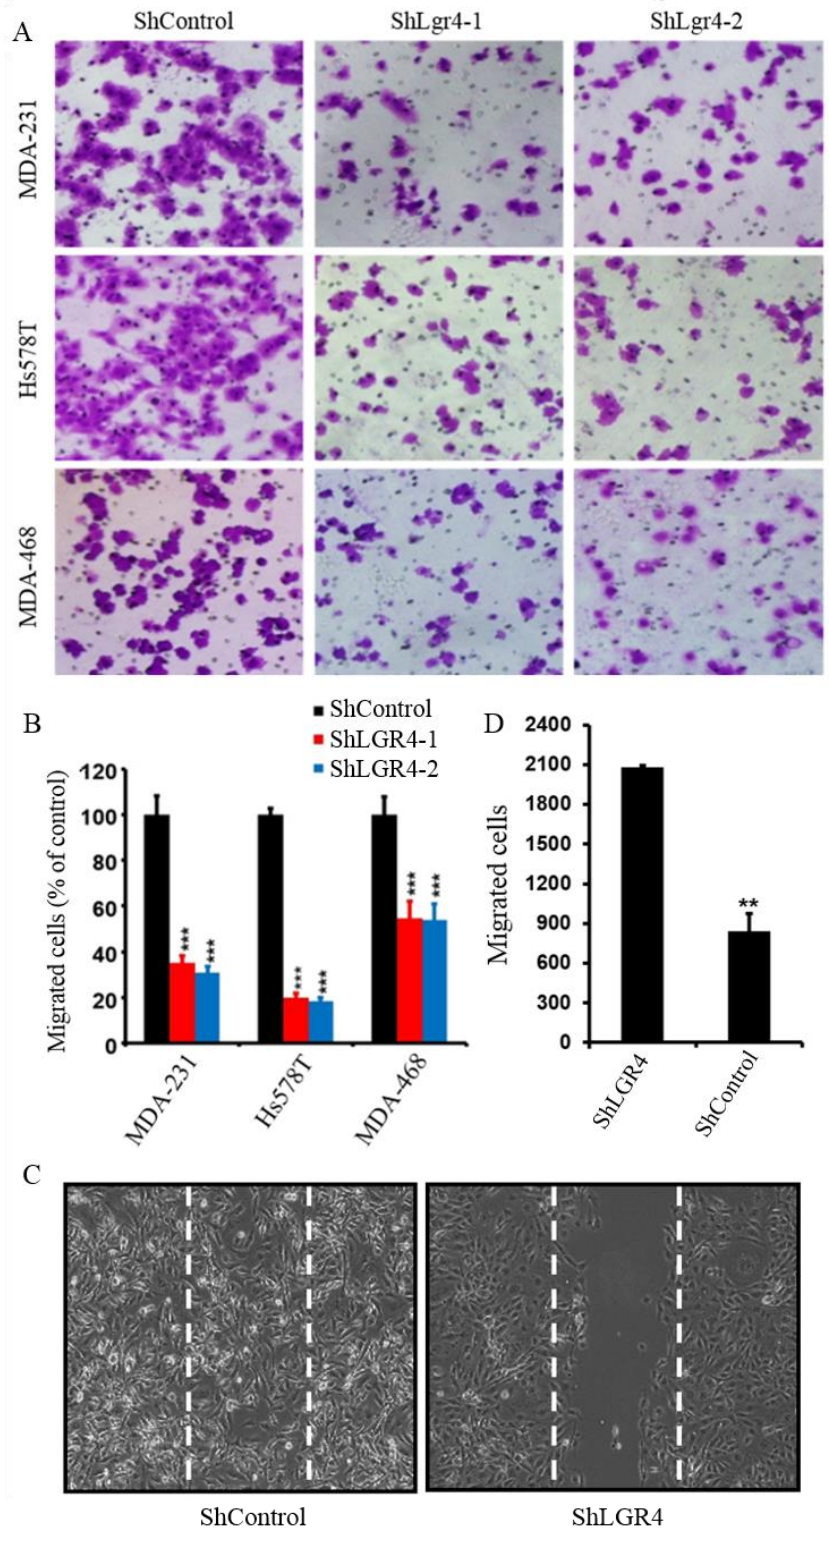 A
ShControl
ShLgr4-1
ShLgr4-2
MDA-231
Hs578T
MDA-468
B
ShControl
ShLGR4-1
ShLGR4-2
Migrated cells (% of control)
120
100
80
60
40
20
0
***
***
***
***
***
***
MDA-231
Hs578T
MDA-468
D
Migrated cells
2400
2100
1800
1500
1200
900
600
300
0
**
ShLGR4
ShControl
C
ShControl
ShLGR4